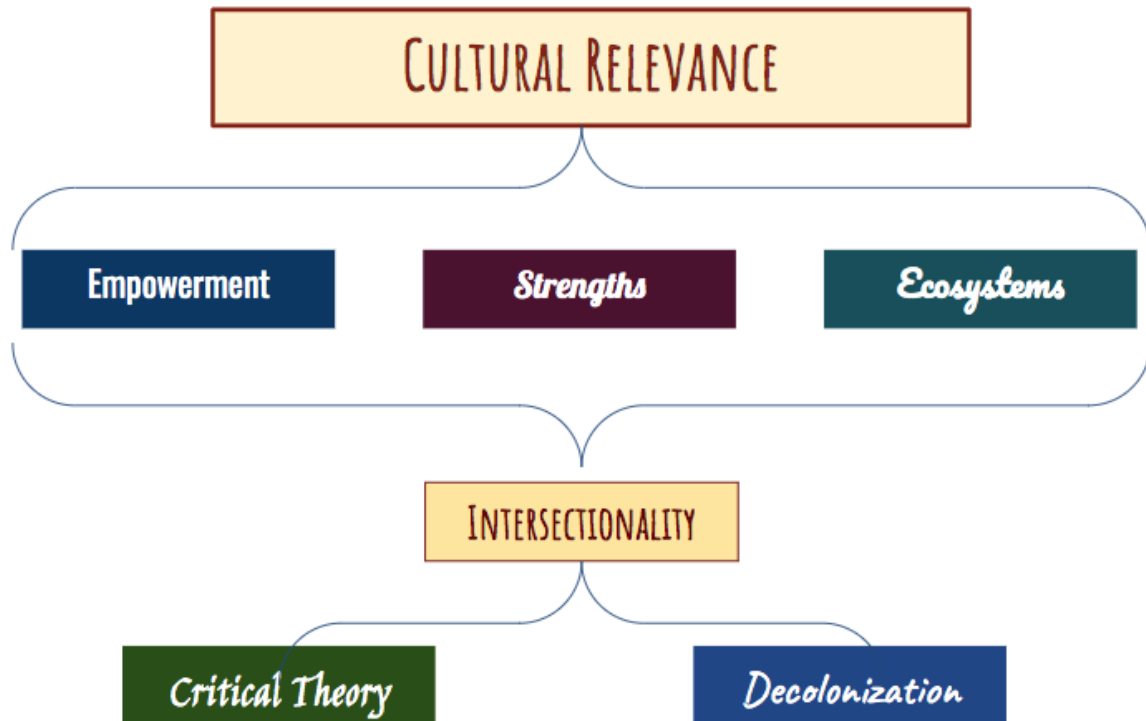 CULTURAL RELEVANCE
Empowerment
Strengths
Ecosystems
INTERSECTIONALITY
Critical Theory
Decolonization